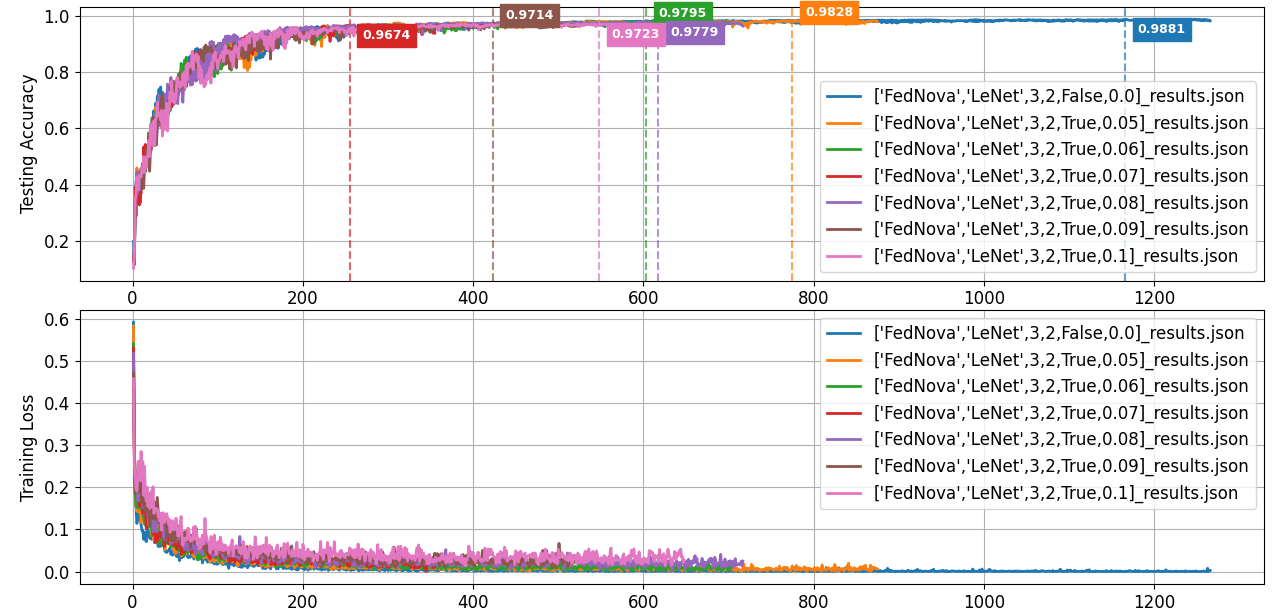 1.0
0.8
0.6
0.4
0.2
Testing Accuracy
0.9674
0.9714
0.9723
0.9795
0.9779
0.9828
0.9881
['FedNova','LeNet',3,2,False,0.0]_results.json
['FedNova','LeNet',3,2,True,0.05]_results.json
['FedNova','LeNet',3,2,True,0.06]_results.json
['FedNova','LeNet',3,2,True,0.07]_results.json
['FedNova','LeNet',3,2,True,0.08]_results.json
['FedNova','LeNet',3,2,True,0.09]_results.json
['FedNova','LeNet',3,2,True,0.1]_results.json
0 200 400 600 800 1000 1200
0.6
0.5
0.4
0.3
0.2
0.1
0.0
Training Loss
['FedNova','LeNet',3,2,False,0.0]_results.json
['FedNova','LeNet',3,2,True,0.05]_results.json
['FedNova','LeNet',3,2,True,0.06]_results.json
['FedNova','LeNet',3,2,True,0.07]_results.json
['FedNova','LeNet',3,2,True,0.08]_results.json
['FedNova','LeNet',3,2,True,0.09]_results.json
['FedNova','LeNet',3,2,True,0.1]_results.json
0 200 400 600 800 1000 1200